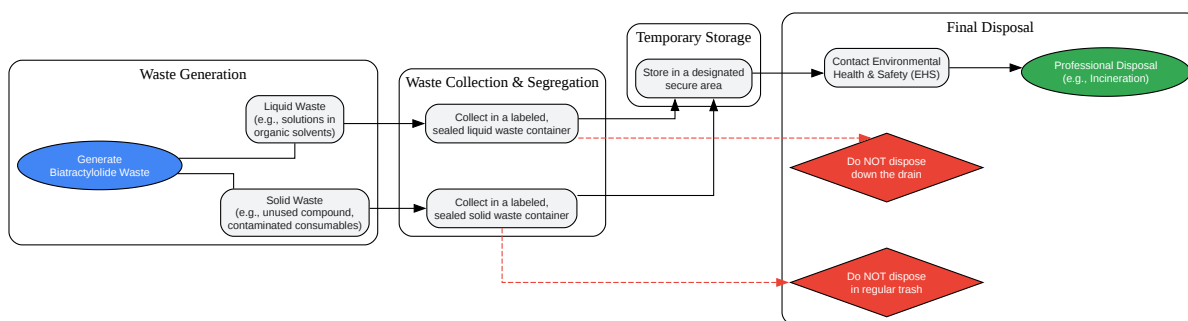 Waste Generation
Generate
Biatractylolide Waste
Liquid Waste
(e.g., solutions in
organic solvents)
Solid Waste
(e.g., unused compound,
contaminated consumables)
Waste Collection & Segregation
Collect in a labeled,
sealed liquid waste container
Collect in a labeled,
sealed solid waste container
Temporary Storage
Store in a designated
secure area
Final Disposal
Contact Environmental
Health & Safety (EHS)
Professional Disposal
(e.g., Incineration)
Do NOT dispose
down the drain
Do NOT dispose
in regular trash